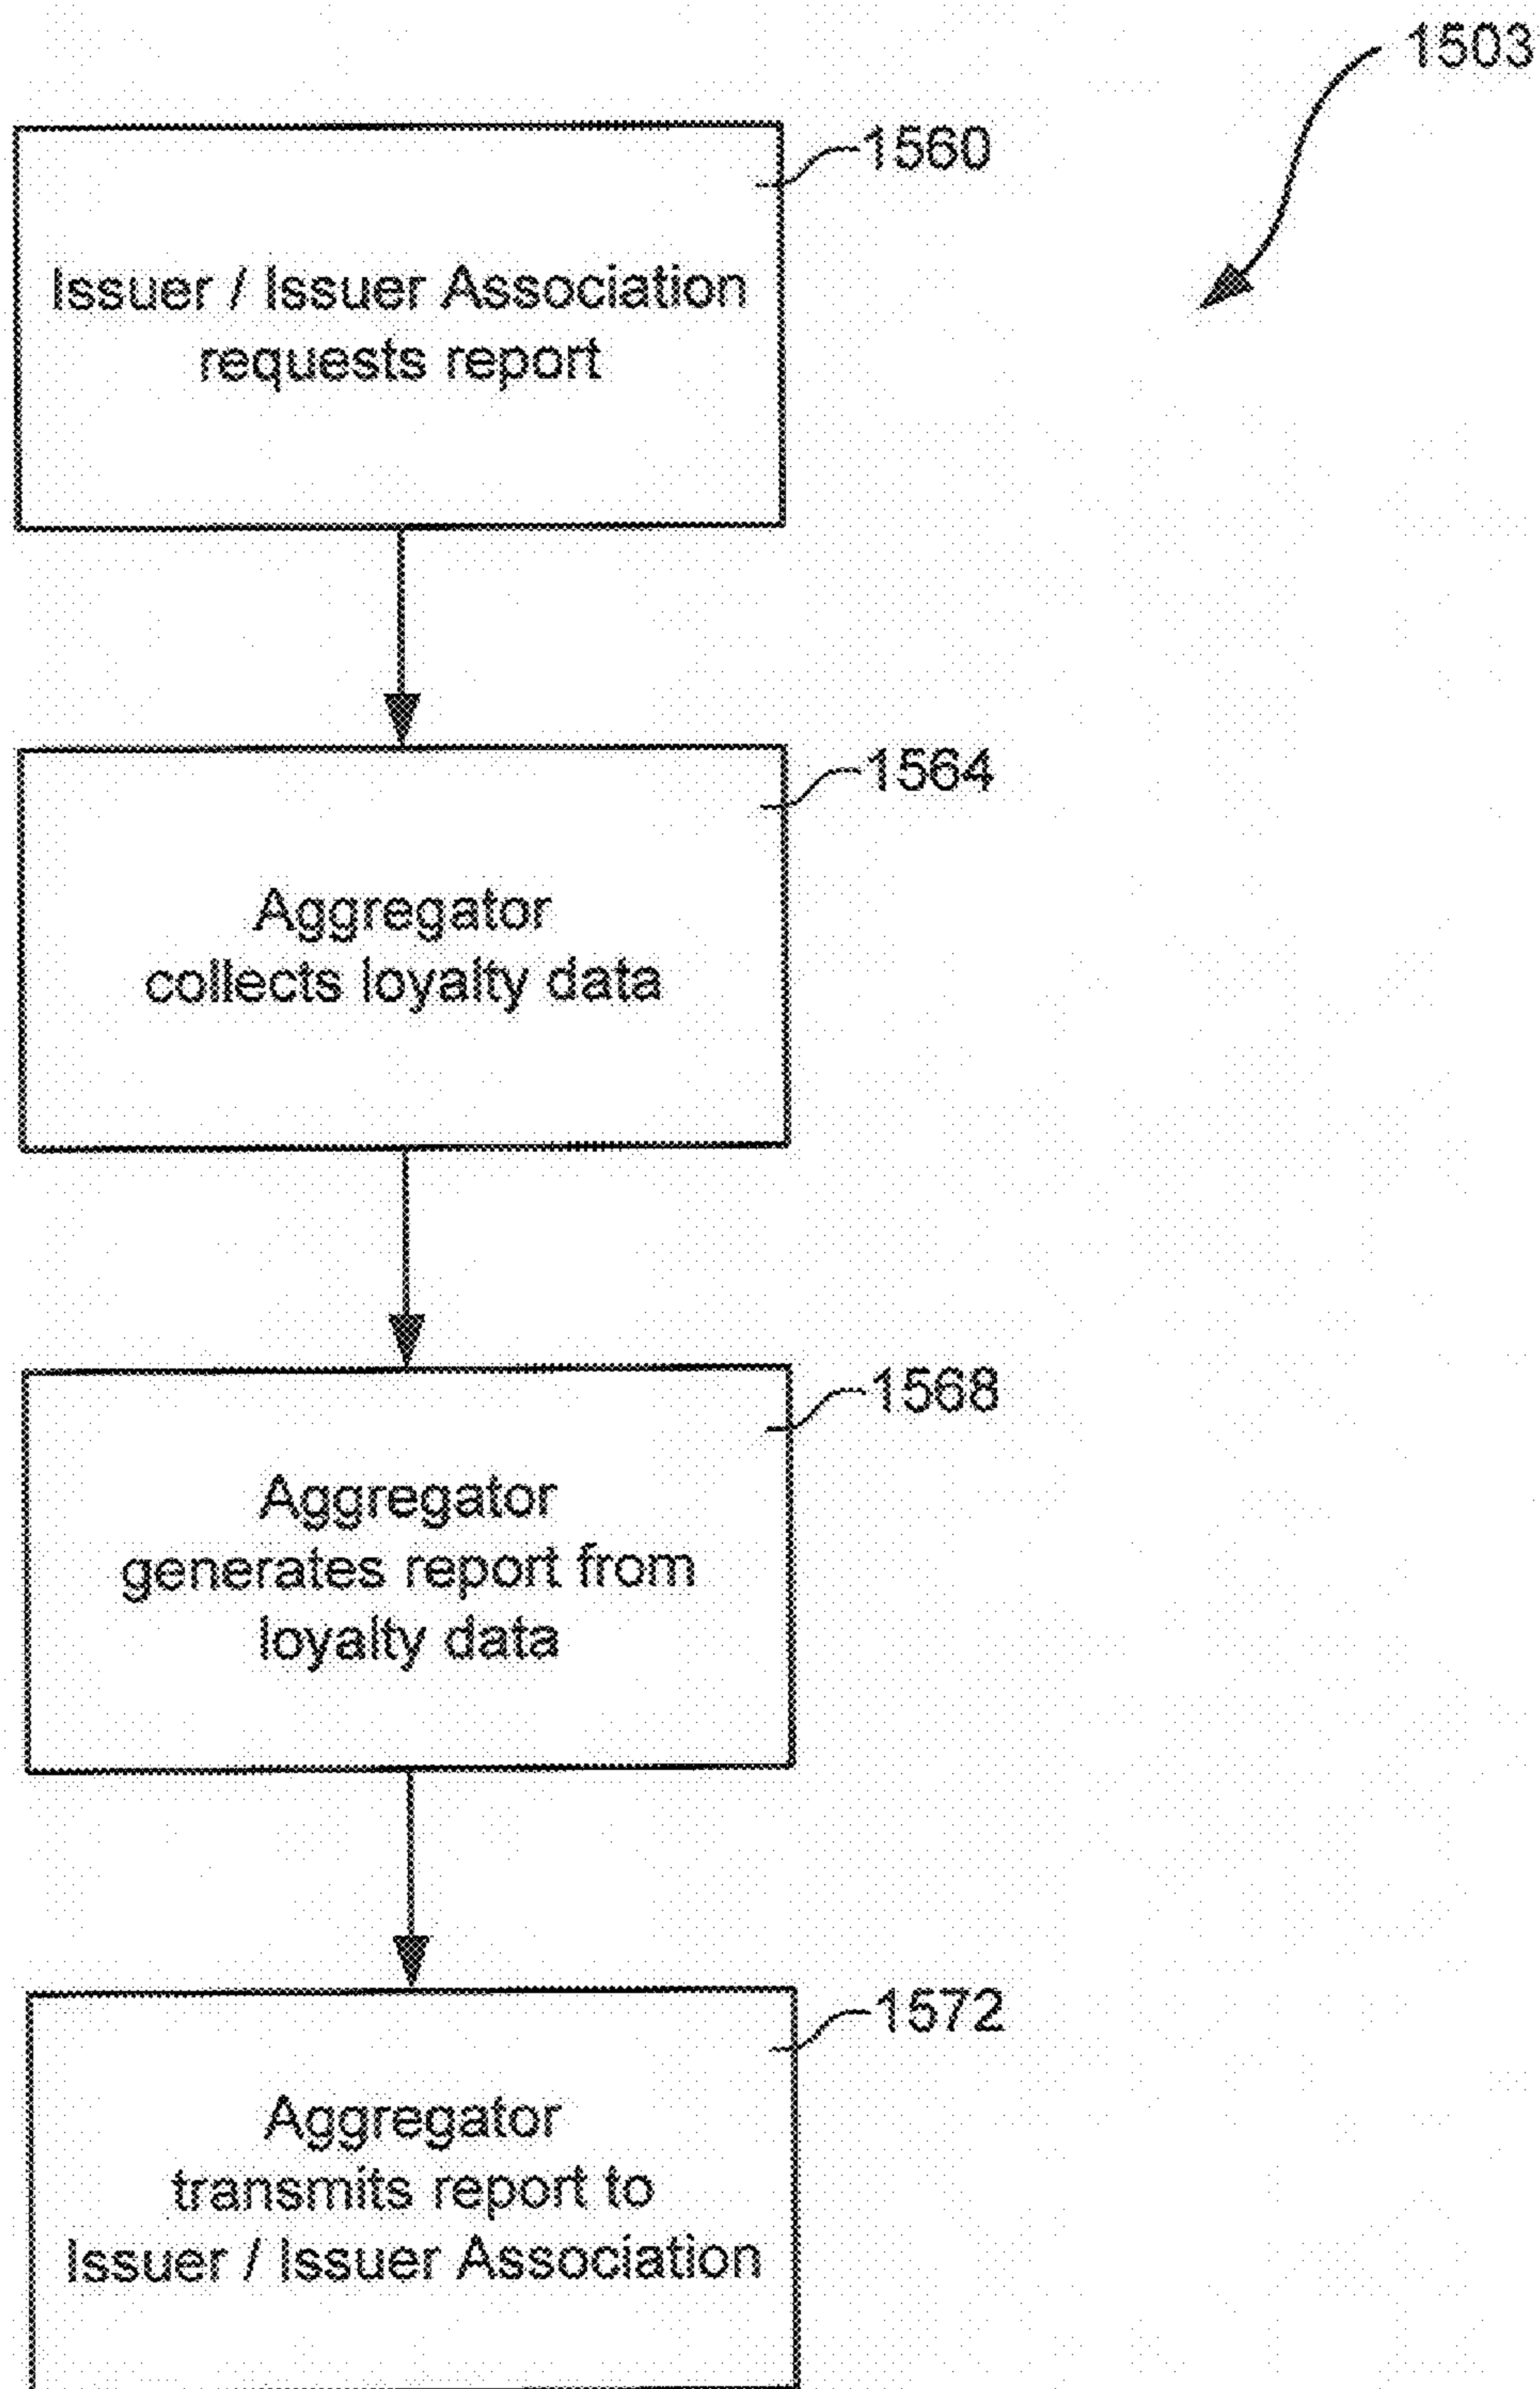 1503
1560
Issuer / Issuer Association
requests report
1564
Aggregator
collects loyalty data
1568
Aggregator
generates report from
loyalty data
1572
Aggregator
transmits report to
Issuer / Issuer Association